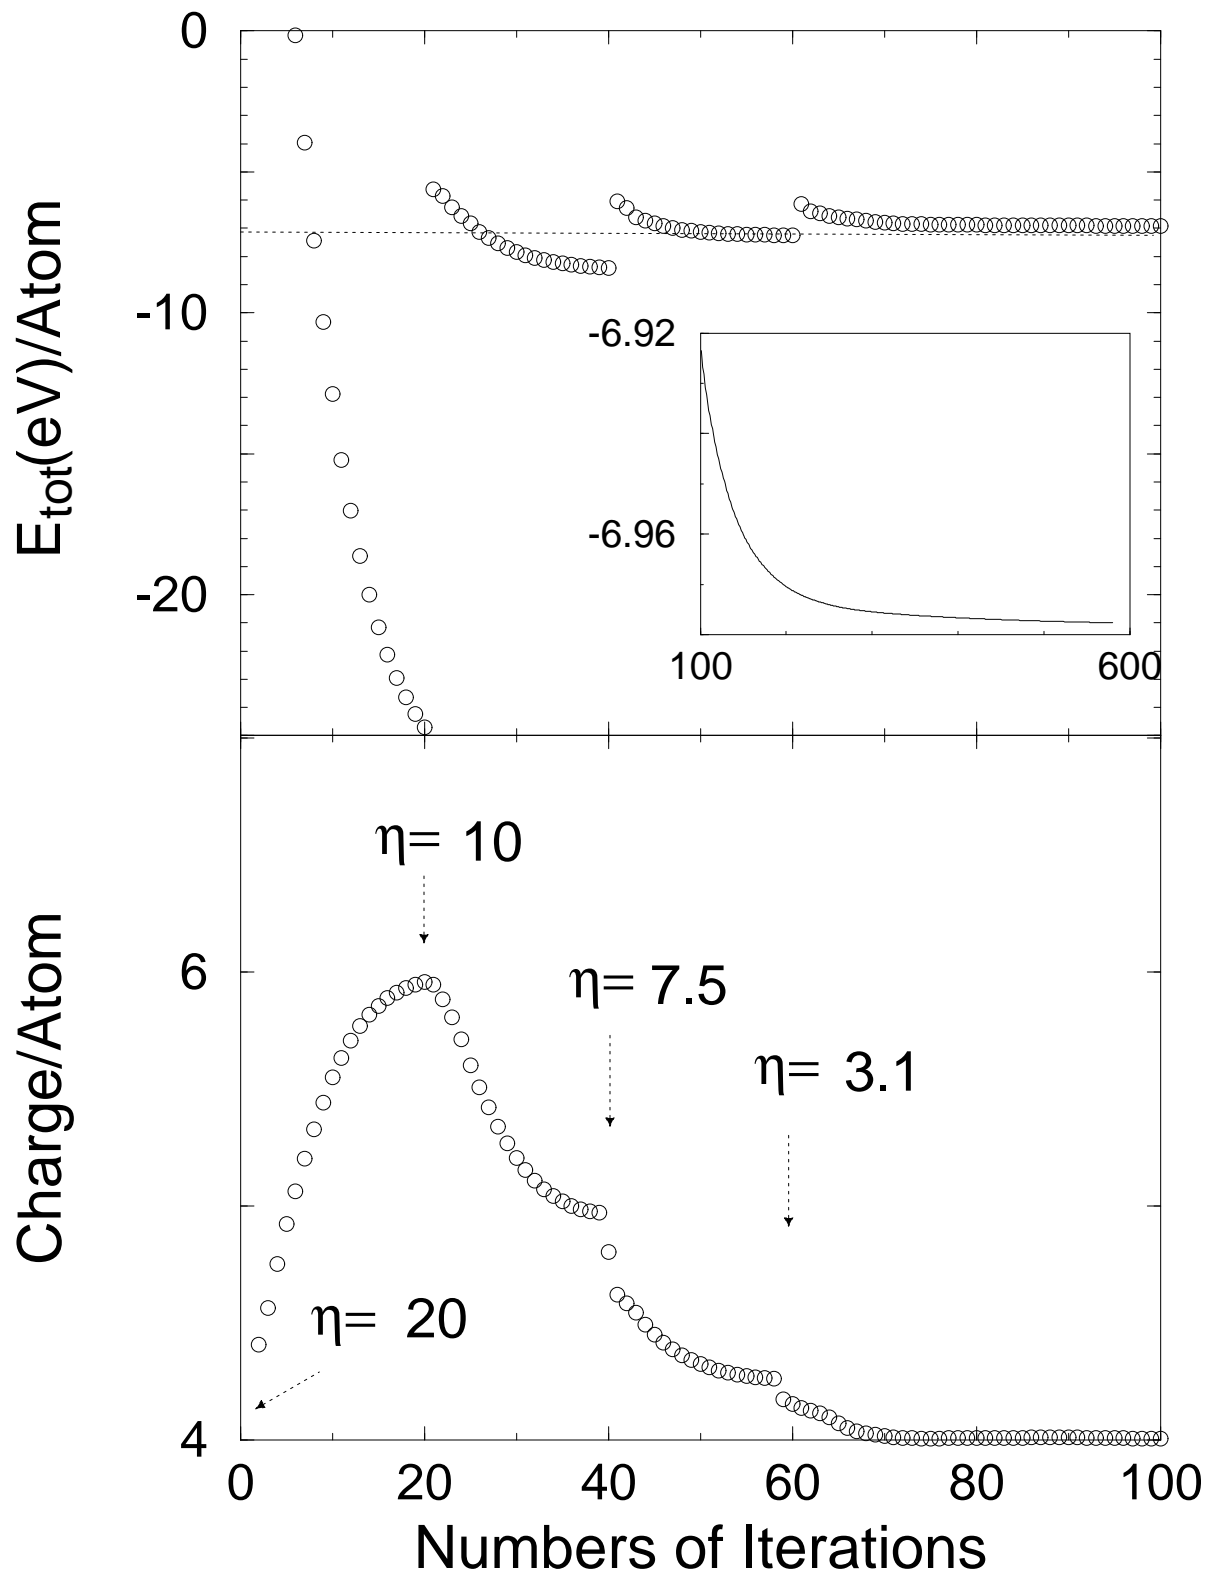 0
-10
-20
E_tot(eV)/Atom
-6.92
-6.96
100 600
η= 10
6
η= 7.5
η= 3.1
Charge/Atom
η= 20
4
0 20 40 60 80 100
Numbers of Iterations